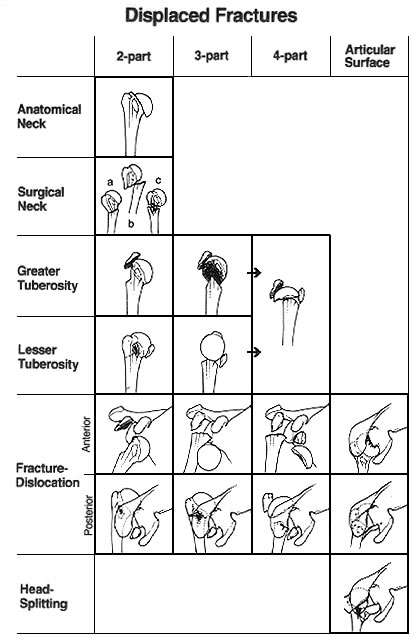 Displaced Fractures
2-part 3-part 4-part Articular
Surface
Anatomical
Neck
Surgical
Neck
a c
b
Greater
Tuberosity
Lesser
Tuberosity
Fracture-
Dislocation
Anterior
Posterior
Head-
Splitting